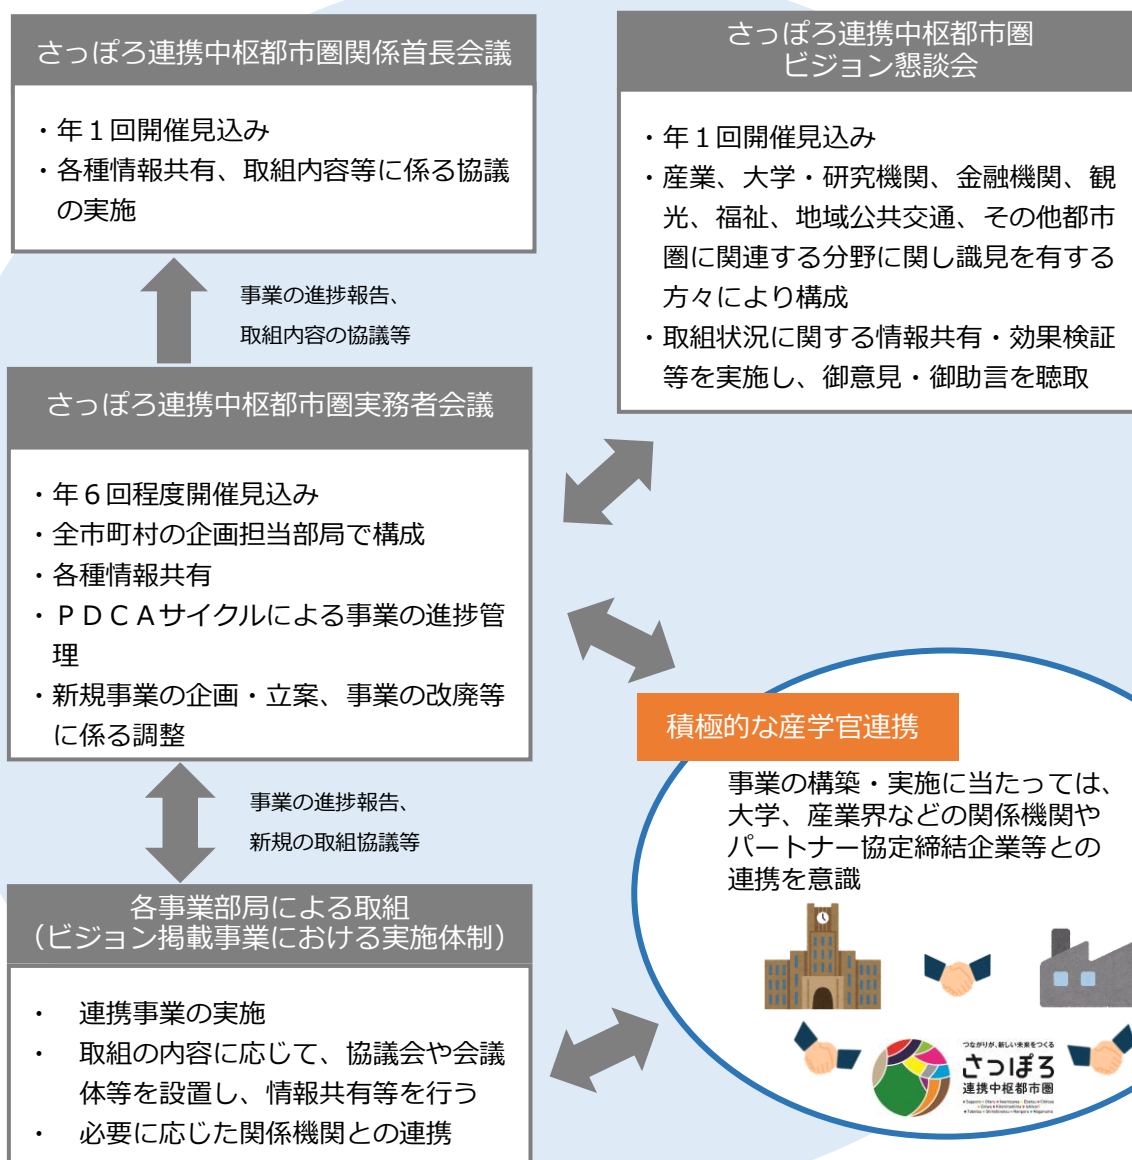 さっぽろ連携中枢都市圏関係首長会議
・年１回開催見込み
・各種情報共有、取組内容等に係る協議
の実施
事業の進捗報告、
取組内容の協議等
さっぽろ連携中枢都市圏実務者会議
・年６回程度開催見込み
・全市町村の企画担当部局で構成
・各種情報共有
・ＰＤＣＡサイクルによる事業の進捗管
理
・新規事業の企画・立案、事業の改廃等
に係る調整
事業の進捗報告、
新規の取組協議等
各事業部局による取組
（ビジョン掲載事業における実施体制）
・ 連携事業の実施
・ 取組の内容に応じて、協議会や会議
体等を設置し、情報共有等を行う
・ 必要に応じた関係機関との連携
さっぽろ連携中枢都市圏
ビジョン懇談会
・年１回開催見込み
・産業、大学・研究機関、金融機関、観
光、福祉、地域公共交通、その他都市
圏に関連する分野に関し識見を有する
方々により構成
・取組状況に関する情報共有・効果検証
等を実施し、御意見・御助言を聴取
積極的な産学官連携
事業の構築・実施に当たっては、
大学、産業界などの関係機関や
パートナー協定締結企業等との
連携を意識
つながりが、新しい未来をつくる
さっぽろ
連携中枢都市圏